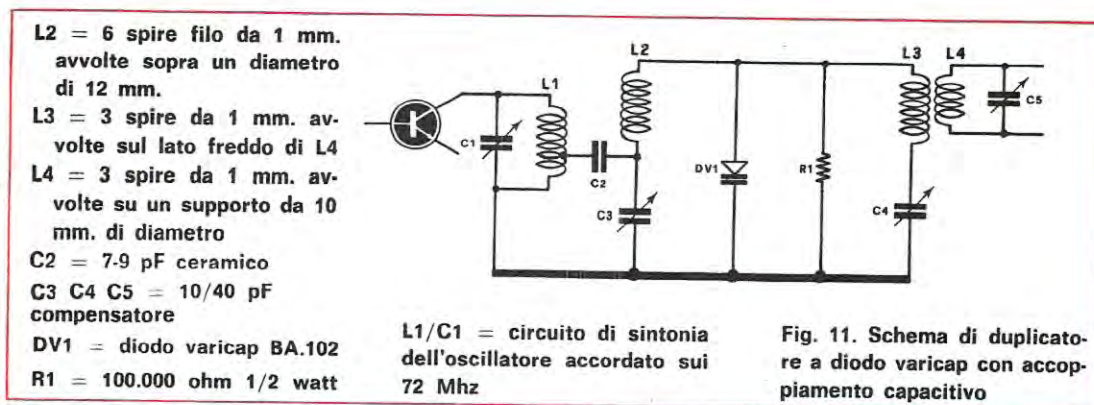 L2 = 6 spire filo da 1 mm.
avvolte sopra un diametro
di 12 mm.
L3 = 3 spire da 1 mm. av-
volte sul lato freddo di L4
L4 = 3 spire da 1 mm. av-
volte su un supporto da 10
mm. di diametro
C2 = 7-9 pF ceramico
C3 C4 C5 = 10/40 pF
compensatore
DV1 = diodo varicap BA.102
R1 = 100.000 ohm 1/2 watt
L1
L2
L3
L4
C1
C2
C3
DV1
R1
C4
C5
L1/C1 = circuito di sintonia
dell'oscillatore accordato sui
72 Mhz
Fig. 11. Schema di duplicato-
re a diodo varicap con accop-
piamento capacitivo